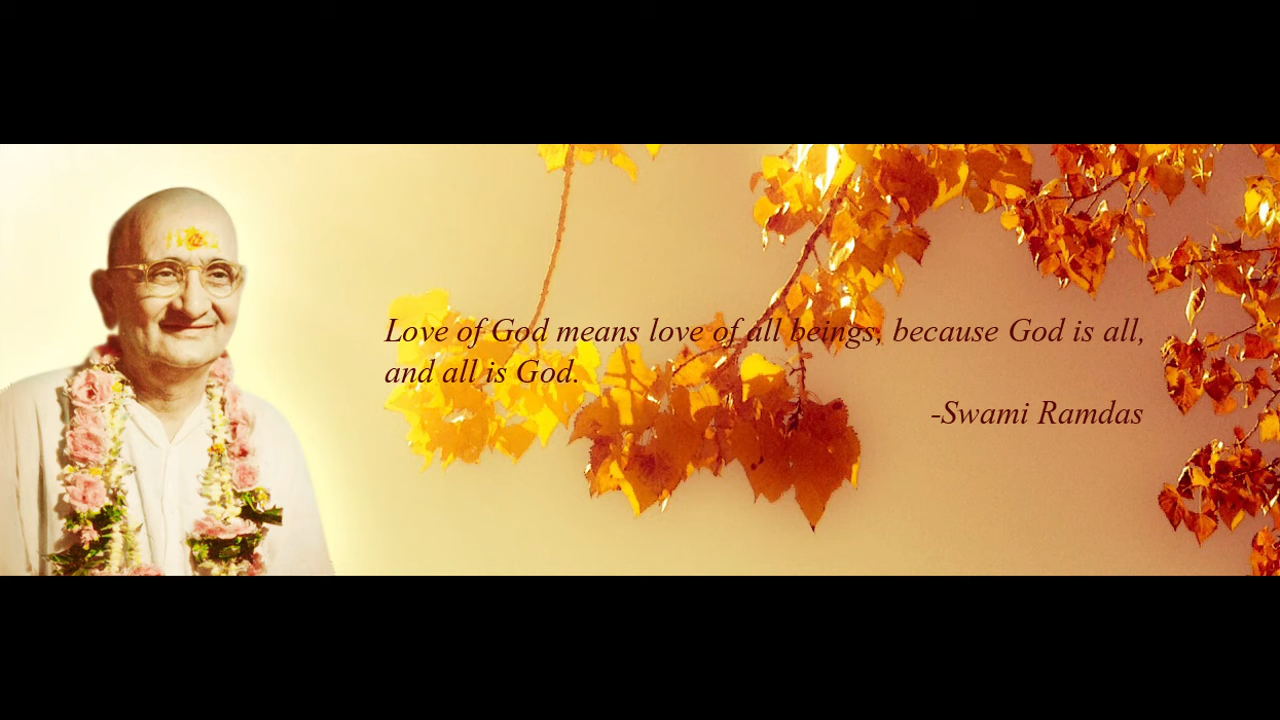 Love of God means love of all beings, because God is all,
and all is God.
-Swami Ramdas